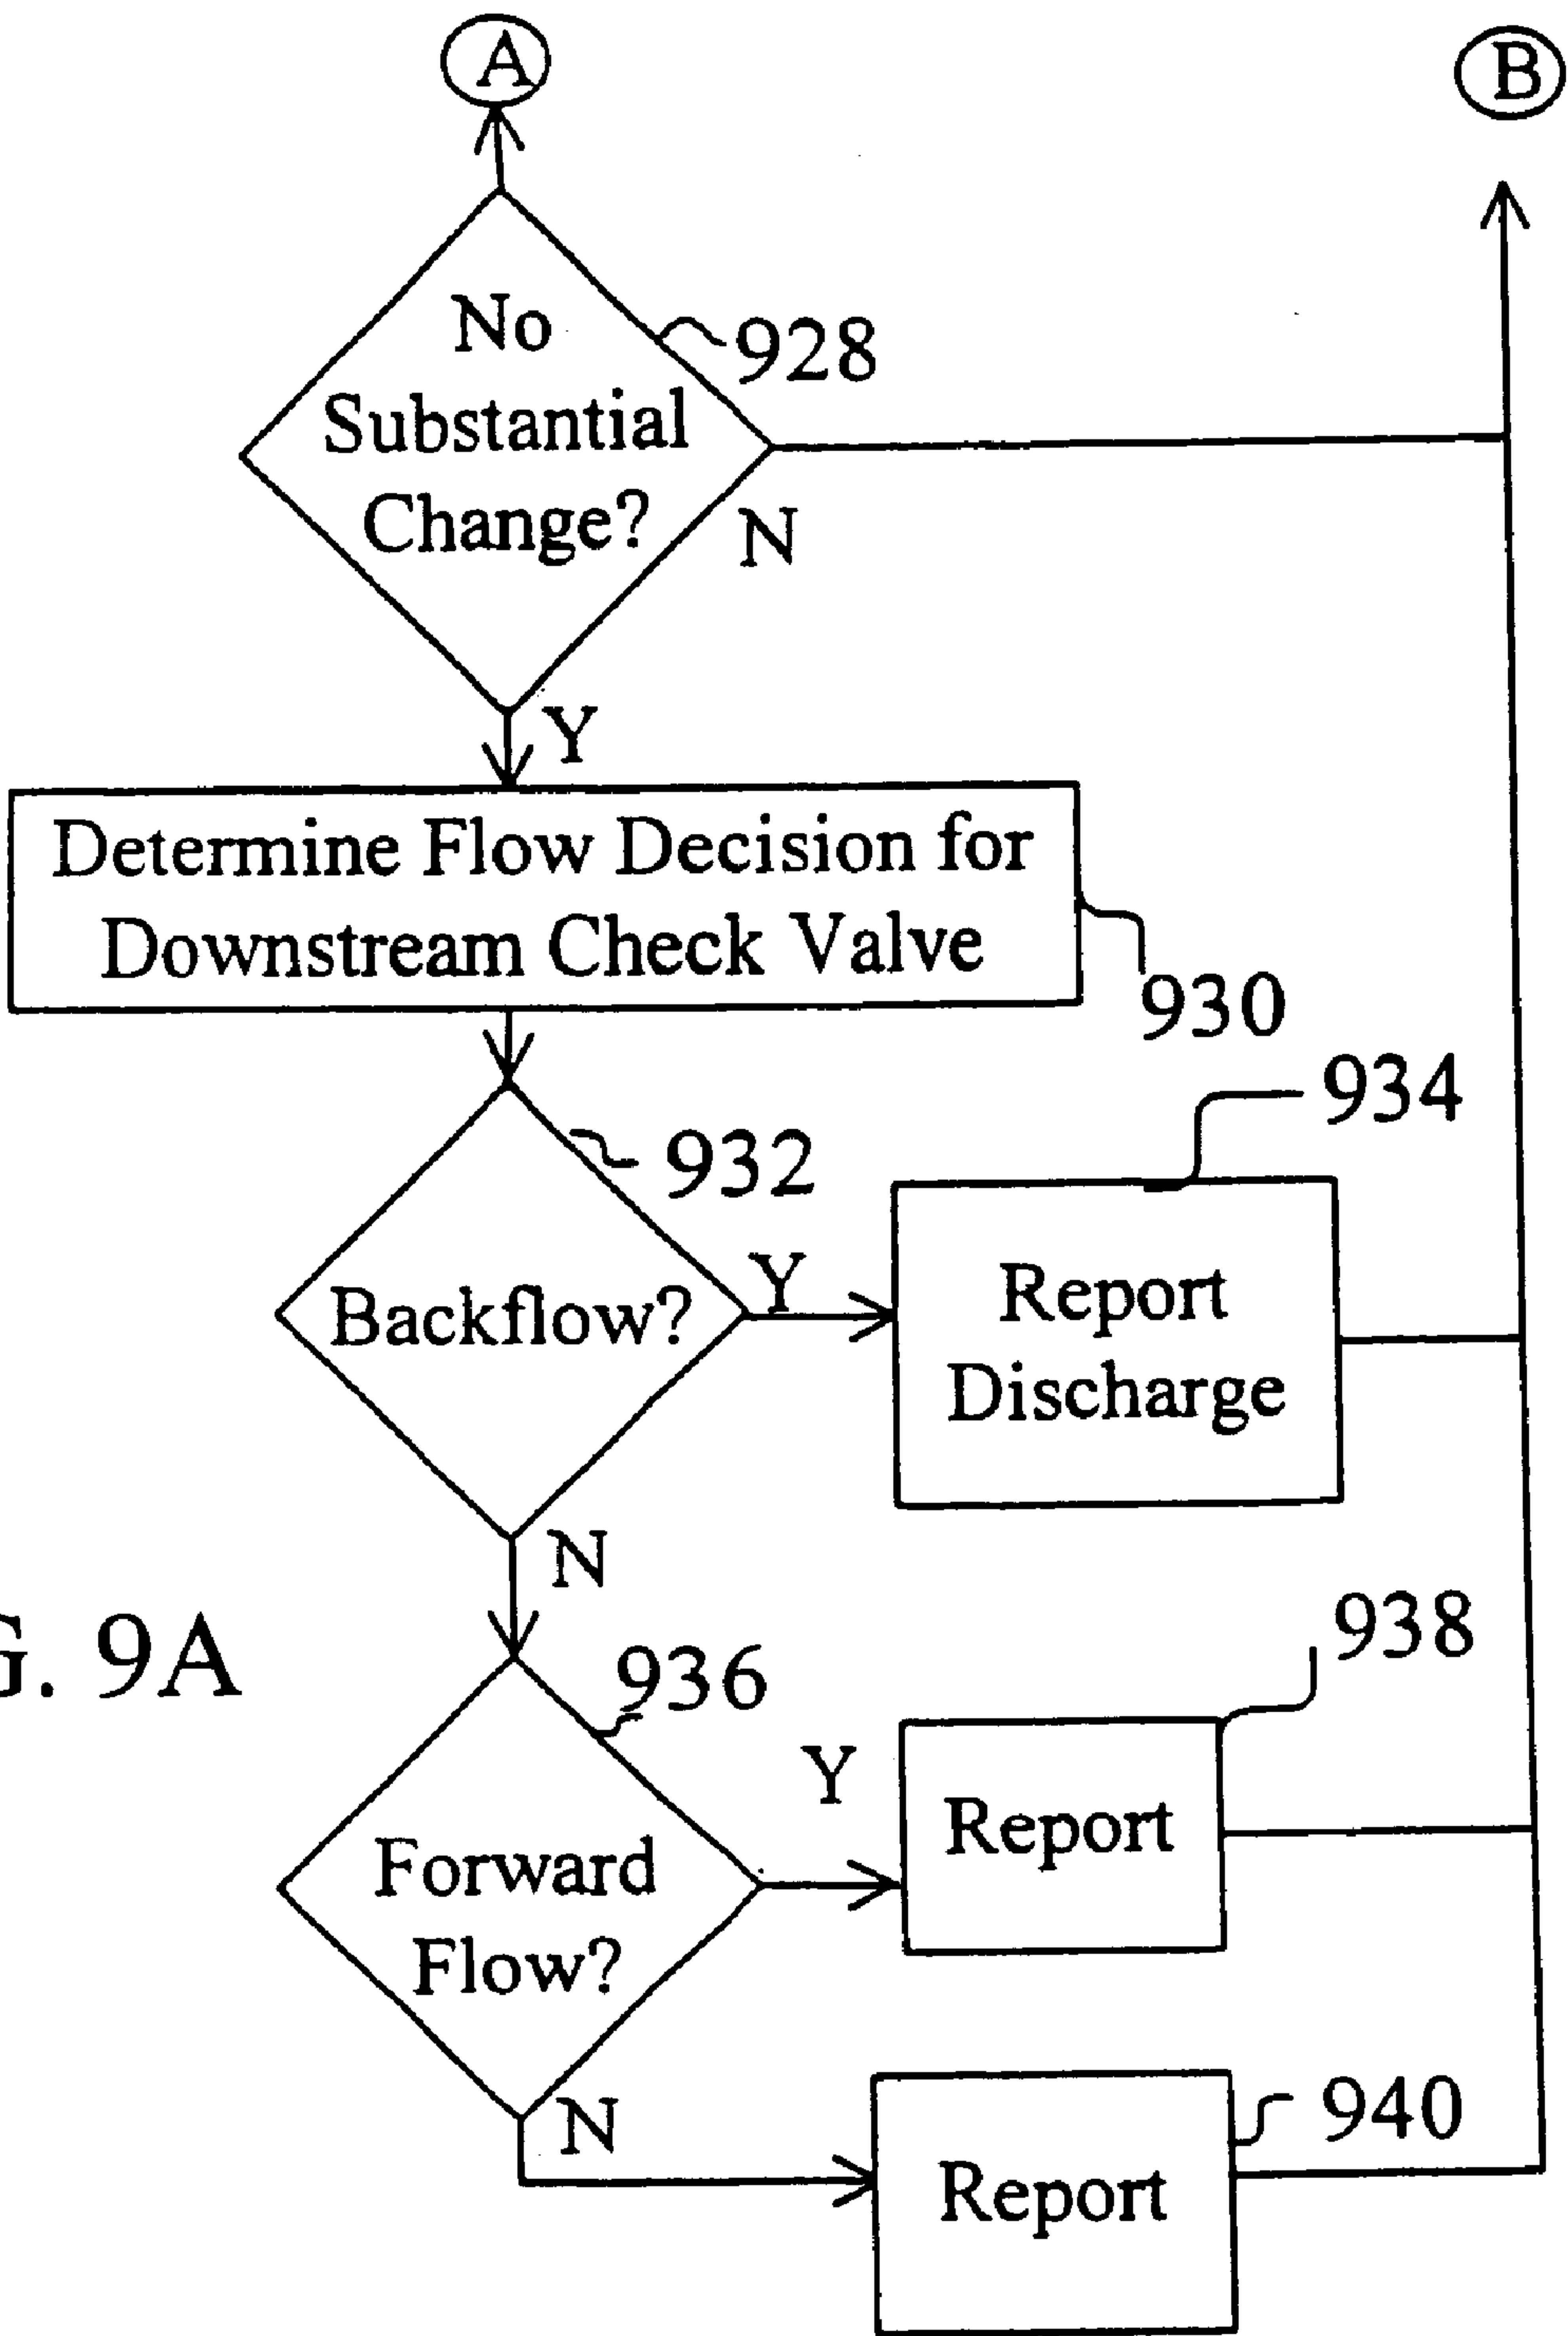 A
B
No
Substantial
Change?
928
N
Y
Determine Flow Decision for
Downstream Check Valve
930
932
934
Backflow?
Y
Report
Discharge
N
G. 9A
936
938
Y
Report
Forward
Flow?
N
940
Report